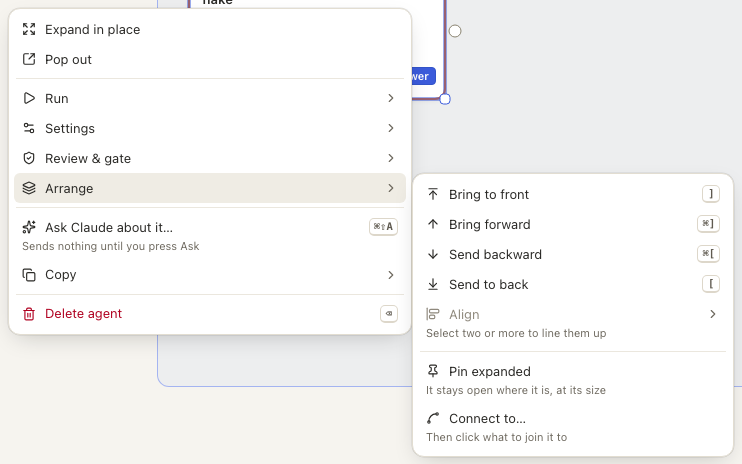 Expand in place
Pop out
Run
Settings
Review & gate
Arrange
Ask Claude about it… ⌘⇧A
Sends nothing until you press Ask
Copy
Delete agent ⌫
Bring to front ]
Bring forward ⌘]
Send backward ⌘[
Send to back [
Align
Select two or more to line them up
Pin expanded
It stays open where it is, at its size
Connect to…
Then click what to join it to